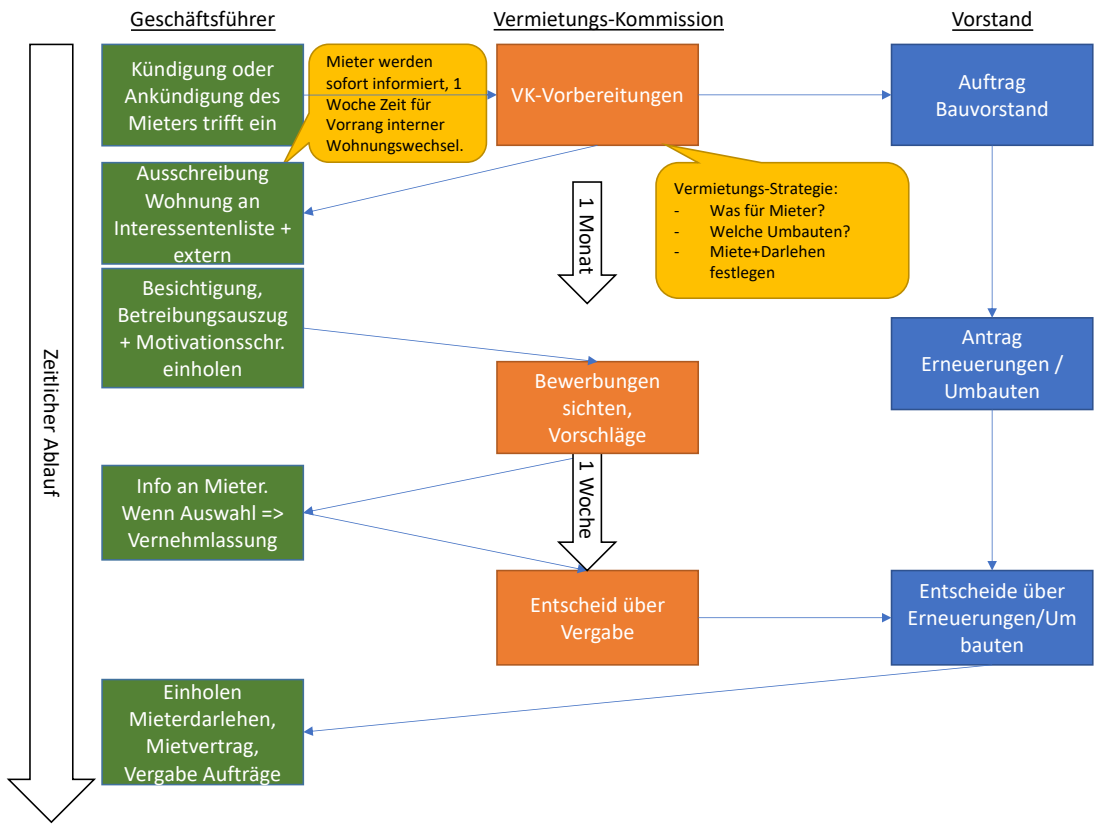 Geschäftsführer
Vermietungs-Kommission
Vorstand
Kündigung oder
Ankündigung des
Mieters trifft ein
Mieter werden
sofort informiert, 1
Woche Zeit für
Vorrang interner
Wohnungswechsel.
VK-Vorbereitungen
Auftrag
Bauvorstand
Ausschreibung
Wohnung an
Interessentenliste +
extern
1 Monat
Vermietungs-Strategie:
- Was für Mieter?
- Welche Umbauten?
- Miete+Darlehen
festlegen
Besichtigung,
Betreibungsauszug
+ Motivationsschr.
einholen
Zeitlicher Ablauf
Bewerbungen
sichten,
Vorschläge
Antrag
Erneuerungen /
Umbauten
1 Woche
Info an Mieter.
Wenn Auswahl =>
Vernehmlassung
Entscheid über
Vergabe
Entscheide über
Erneuerungen/Um
bauten
Einholen
Mieterdarlehen,
Mietvertrag,
Vergabe Aufträge